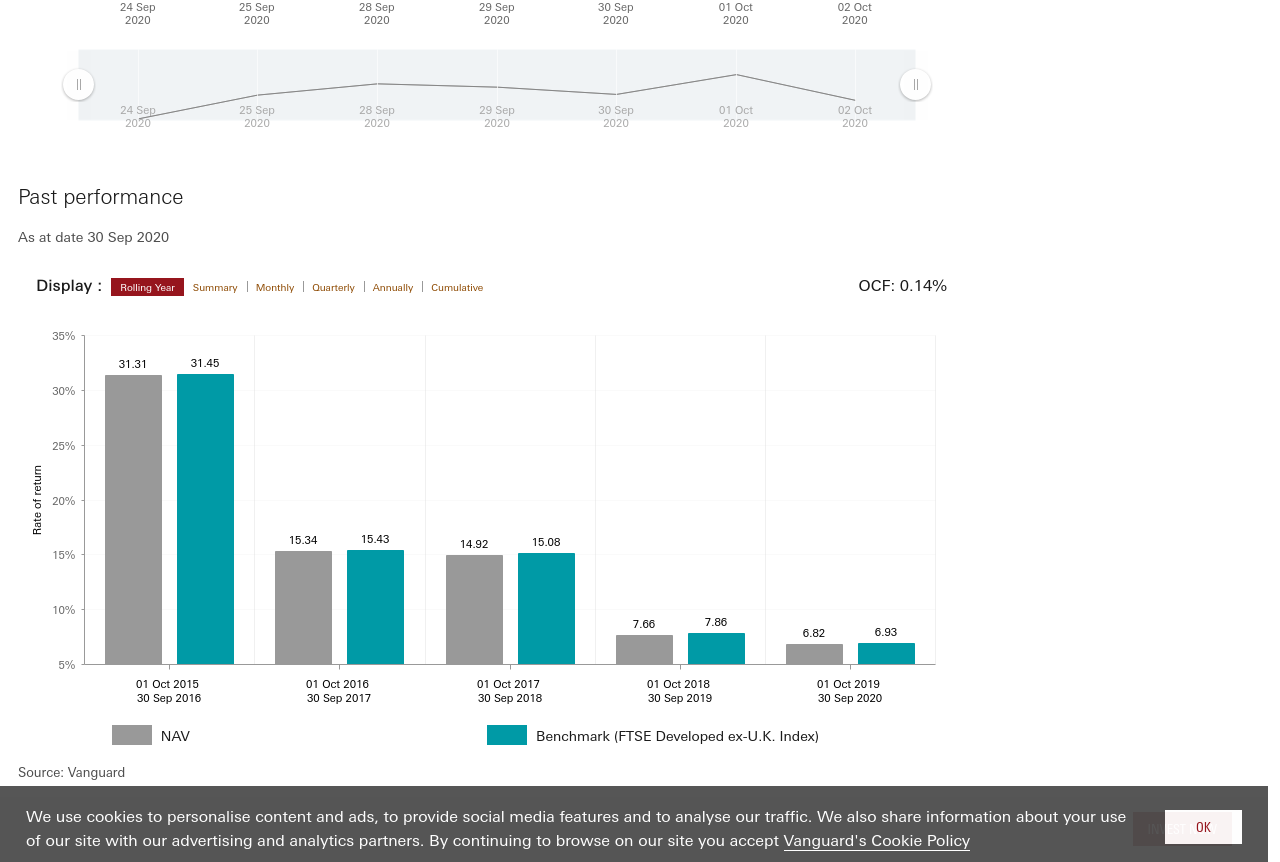 24 Sep 25 Sep 28 Sep 29 Sep 30 Sep 01 Oct 02 Oct
2020 2020 2020 2020 2020 2020 2020
24 Sep 25 Sep 28 Sep 29 Sep 30 Sep 01 Oct 02 Oct
2020 2020 2020 2020 2020 2020 2020
Past performance
As at date 30 Sep 2020
Display : Rolling Year Summary Monthly Quarterly Annually Cumulative OCF: 0.14%
35%
31.31 31.45
30%
25%
20%
15.34 15.43 14.92 15.08
15%
10%
7.66 7.86 6.82 6.93
5%
Rate of return
01 Oct 2015 01 Oct 2016 01 Oct 2017 01 Oct 2018 01 Oct 2019
30 Sep 2016 30 Sep 2017 30 Sep 2018 30 Sep 2019 30 Sep 2020
NAV Benchmark (FTSE Developed ex-U.K. Index)
Source: Vanguard
We use cookies to personalise content and ads, to provide social media features and to analyse our traffic. We also share information about your use
of our site with our advertising and analytics partners. By continuing to browse on our site you accept Vanguard's Cookie Policy
OK